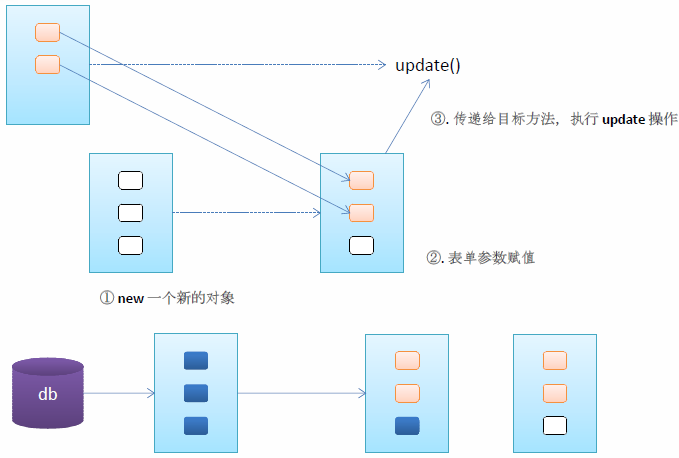 update()
③. 传递给目标方法，执行 update 操作
②. 表单参数赋值
① new 一个新的对象
db